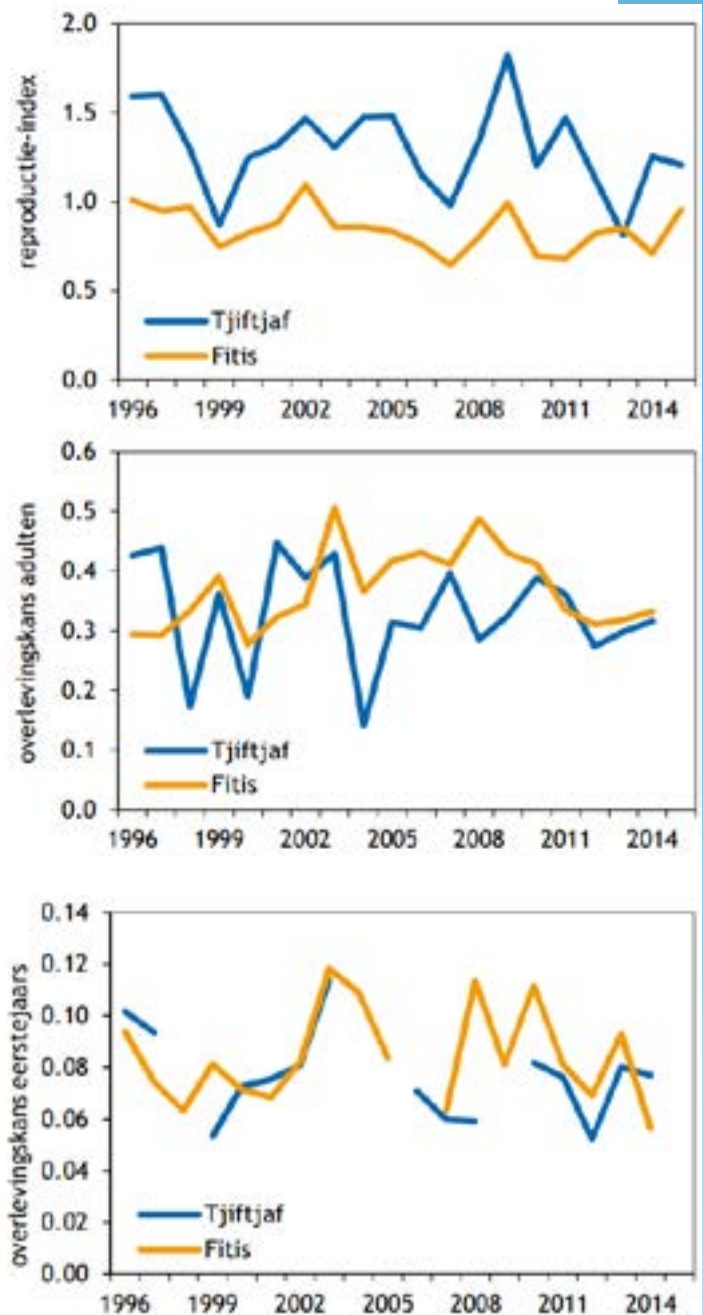 reproductie-index
2.0
1.5
1.0
0.5
0.0
Tjiftjaf
Fitis
1996 1999 2002 2005 2008 2011 2014
overlevingskans adulten
0.6
0.5
0.4
0.3
0.2
0.1
0.0
Tjiftjaf
Fitis
1996 1999 2002 2005 2008 2011 2014
overlevingskans eerstejaars
0.14
0.12
0.10
0.08
0.06
0.04
0.02
0.00
Tjiftjaf
Fitis
1996 1999 2002 2005 2008 2011 2014